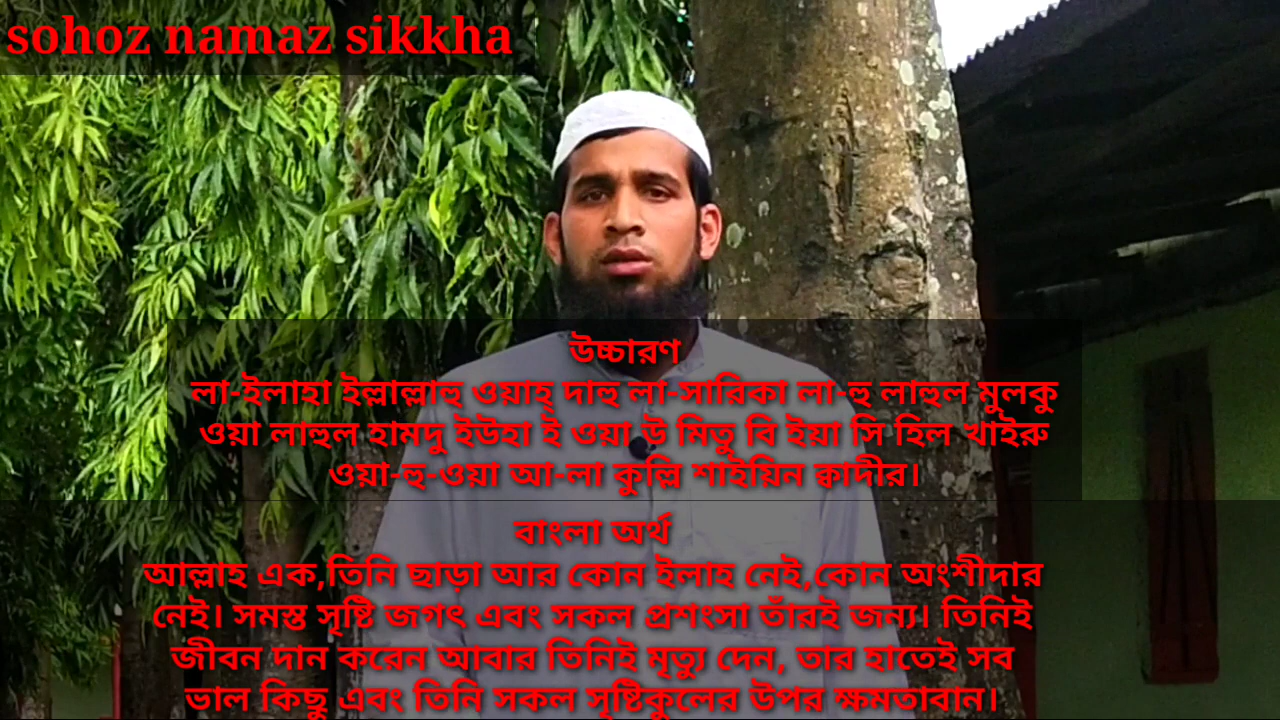 sohoz namaz sikkha
উচ্চারণ
লা-ইলাহা ইল্লাল্লাহু ওয়াহ্ দাহু লা-সারিকা লা-হু লাহুল মুলকু
ওয়া লাহুল হামদু ইউহা ই ওয়া উ মিতু বি ইয়া সি হিল খাইরু
ওয়া-হু-ওয়া আ-লা কুল্লি শাইয়িন ক্বাদীর।
বাংলা অর্থ
আল্লাহ এক,তিনি ছাড়া আর কোন ইলাহ নেই,কোন অংশীদার
নেই। সমস্ত সৃষ্টি জগৎ এবং সকল প্রশংসা তাঁরই জন্য। তিনিই
জীবন দান করেন আবার তিনিই মৃত্যু দেন, তার হাতেই সব
ভাল কিছু এবং তিনি সকল সৃষ্টিকুলের উপর ক্ষমতাবান।